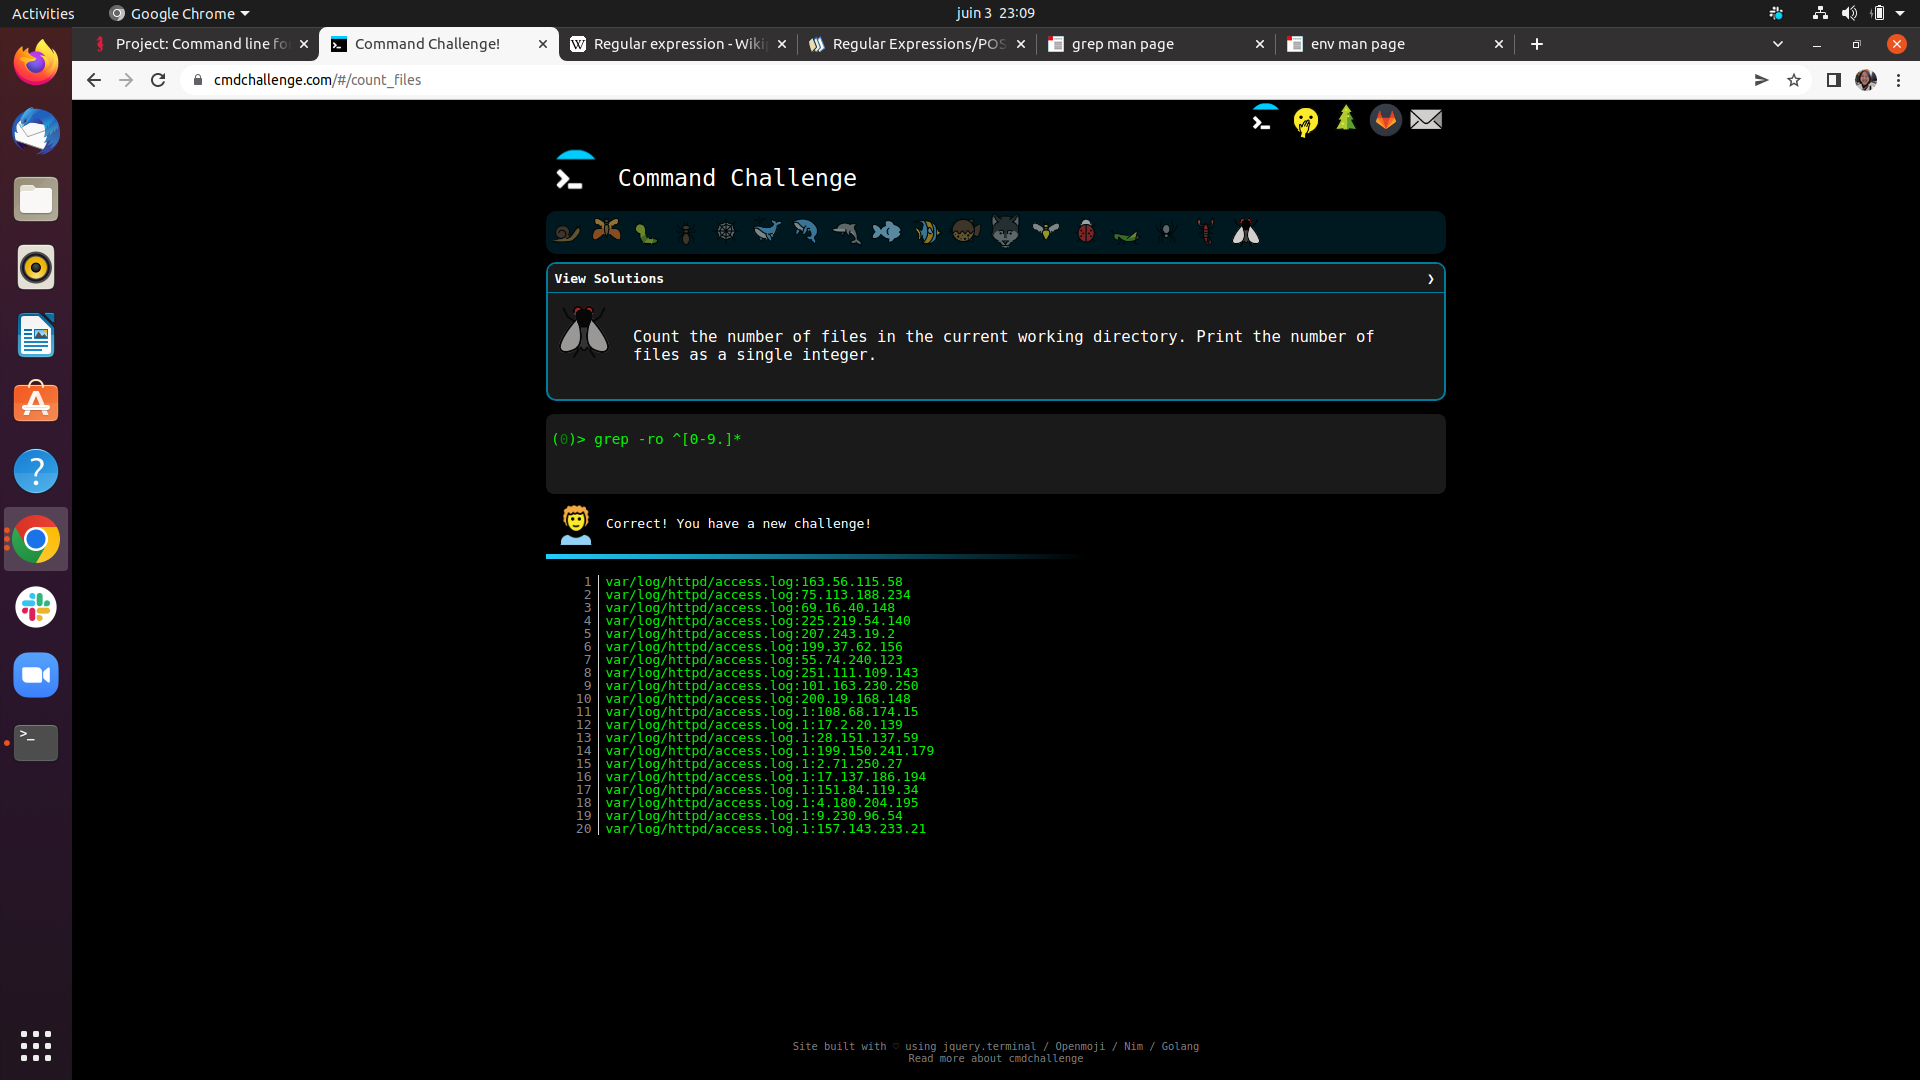 Activities
Google Chrome
juin 3 23:09
Project: Command line fo
Command Challenge!
Regular expression - Wiki
Regular Expressions/POS
grep man page
env man page
cmdchallenge.com/#/count_files
Command Challenge
View Solutions
Count the number of files in the current working directory. Print the number of
files as a single integer.
(0)> grep -ro ^[0-9.]*
Correct! You have a new challenge!
1 var/log/httpd/access.log:163.56.115.58
2 var/log/httpd/access.log:75.113.188.234
3 var/log/httpd/access.log:69.16.40.148
4 var/log/httpd/access.log:225.219.54.140
5 var/log/httpd/access.log:207.243.19.2
6 var/log/httpd/access.log:199.37.62.156
7 var/log/httpd/access.log:55.74.240.123
8 var/log/httpd/access.log:251.111.109.143
9 var/log/httpd/access.log:101.163.230.250
10 var/log/httpd/access.log:200.19.168.148
11 var/log/httpd/access.log.1:108.68.174.15
12 var/log/httpd/access.log.1:17.2.20.139
13 var/log/httpd/access.log.1:28.151.137.59
14 var/log/httpd/access.log.1:199.150.241.179
15 var/log/httpd/access.log.1:2.71.250.27
16 var/log/httpd/access.log.1:17.137.186.194
17 var/log/httpd/access.log.1:151.84.119.34
18 var/log/httpd/access.log.1:4.180.204.195
19 var/log/httpd/access.log.1:9.230.96.54
20 var/log/httpd/access.log.1:157.143.233.21
Site built with ♡ using jquery.terminal / Openmoji / Nim / Golang
Read more about cmdchallenge